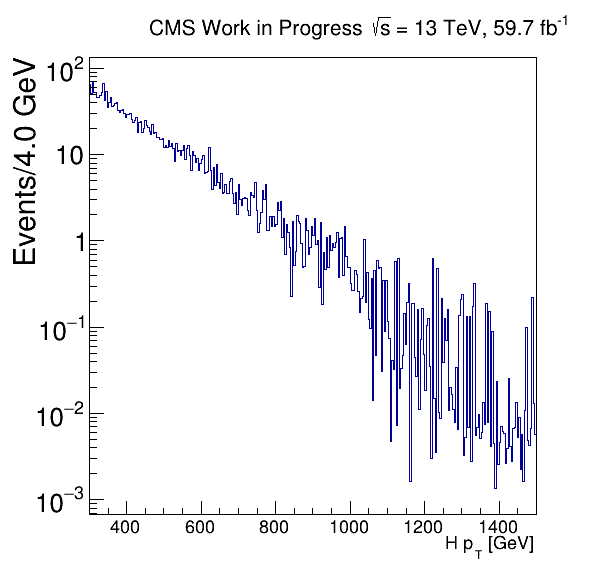 CMS Work in Progress √s = 13 TeV, 59.7 fb⁻¹
Events/4.0 GeV
10²
10
1
10⁻¹
10⁻²
10⁻³
400 600 800 1000 1200 1400
H p_T [GeV]